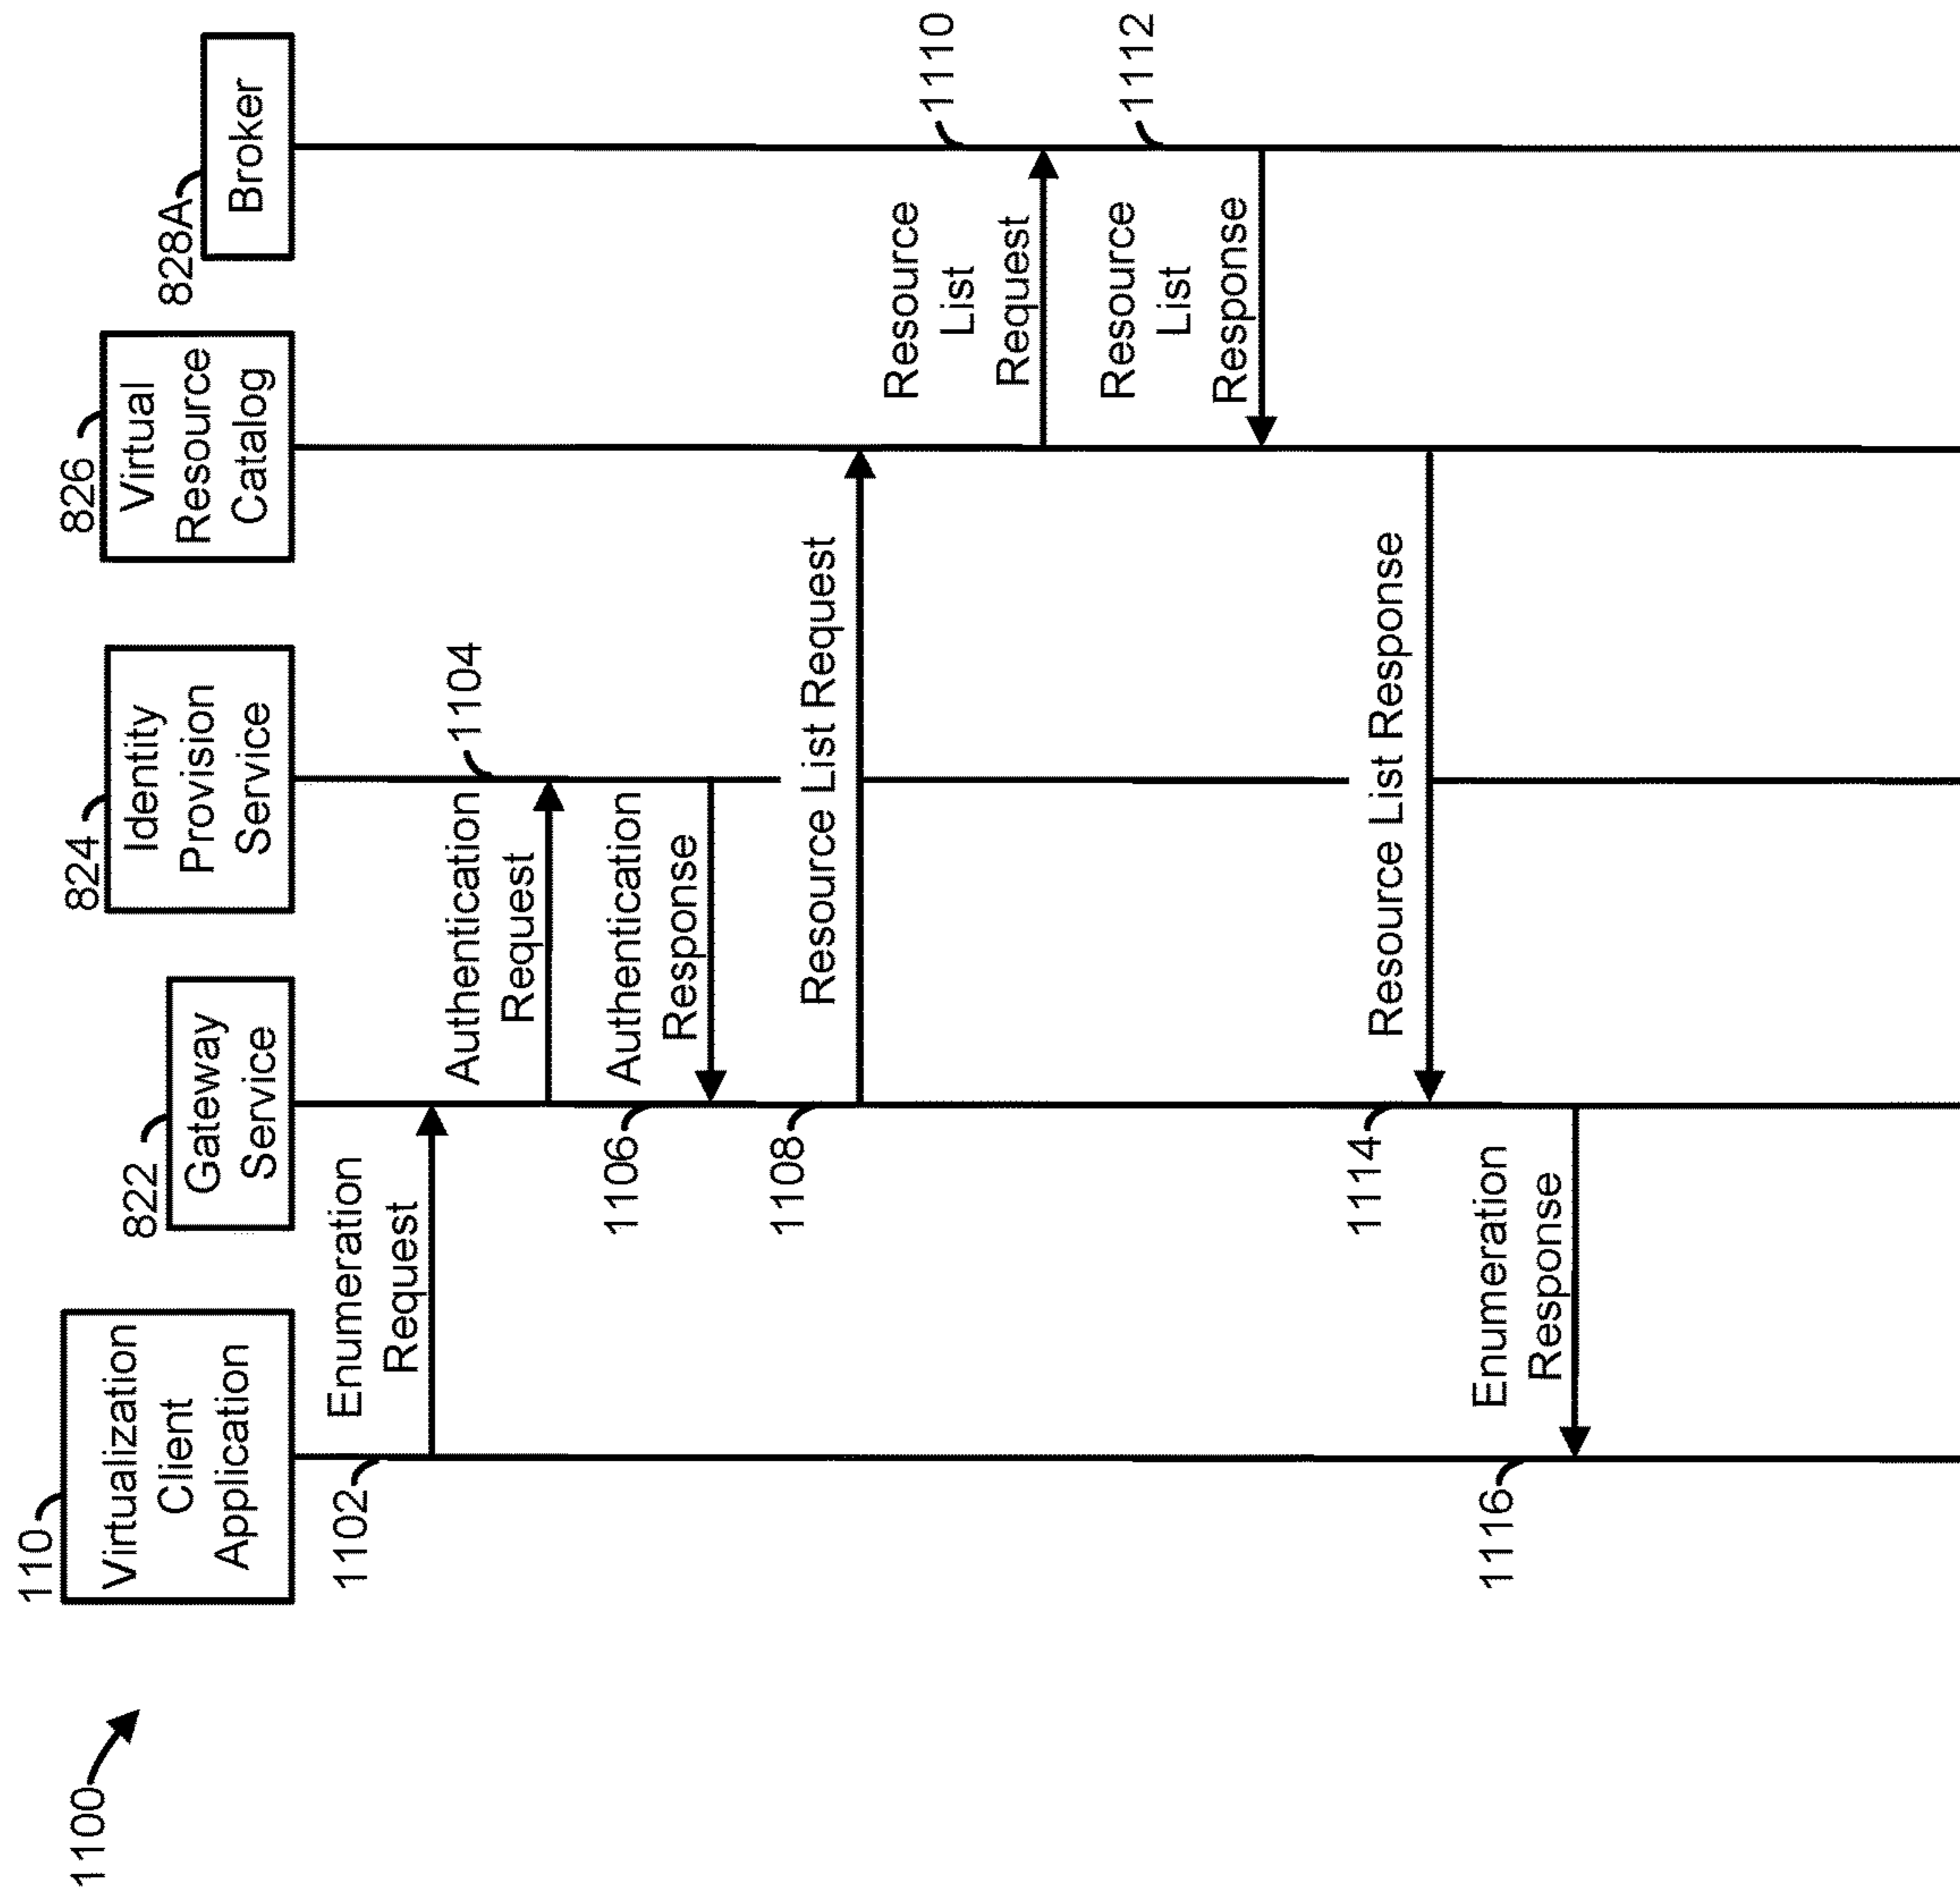 1100
110
Virtualization
Client
Application
822
Gateway
Service
824
Identity
Provision
Service
826
Virtual
Resource
Catalog
828A
Broker
1102
Enumeration
Request
Authentication
Request
1104
1106
Authentication
Response
1108
Resource List Request
Resource
List
Request
1110
Resource
List
Response
1112
1114
Resource List Response
1116
Enumeration
Response